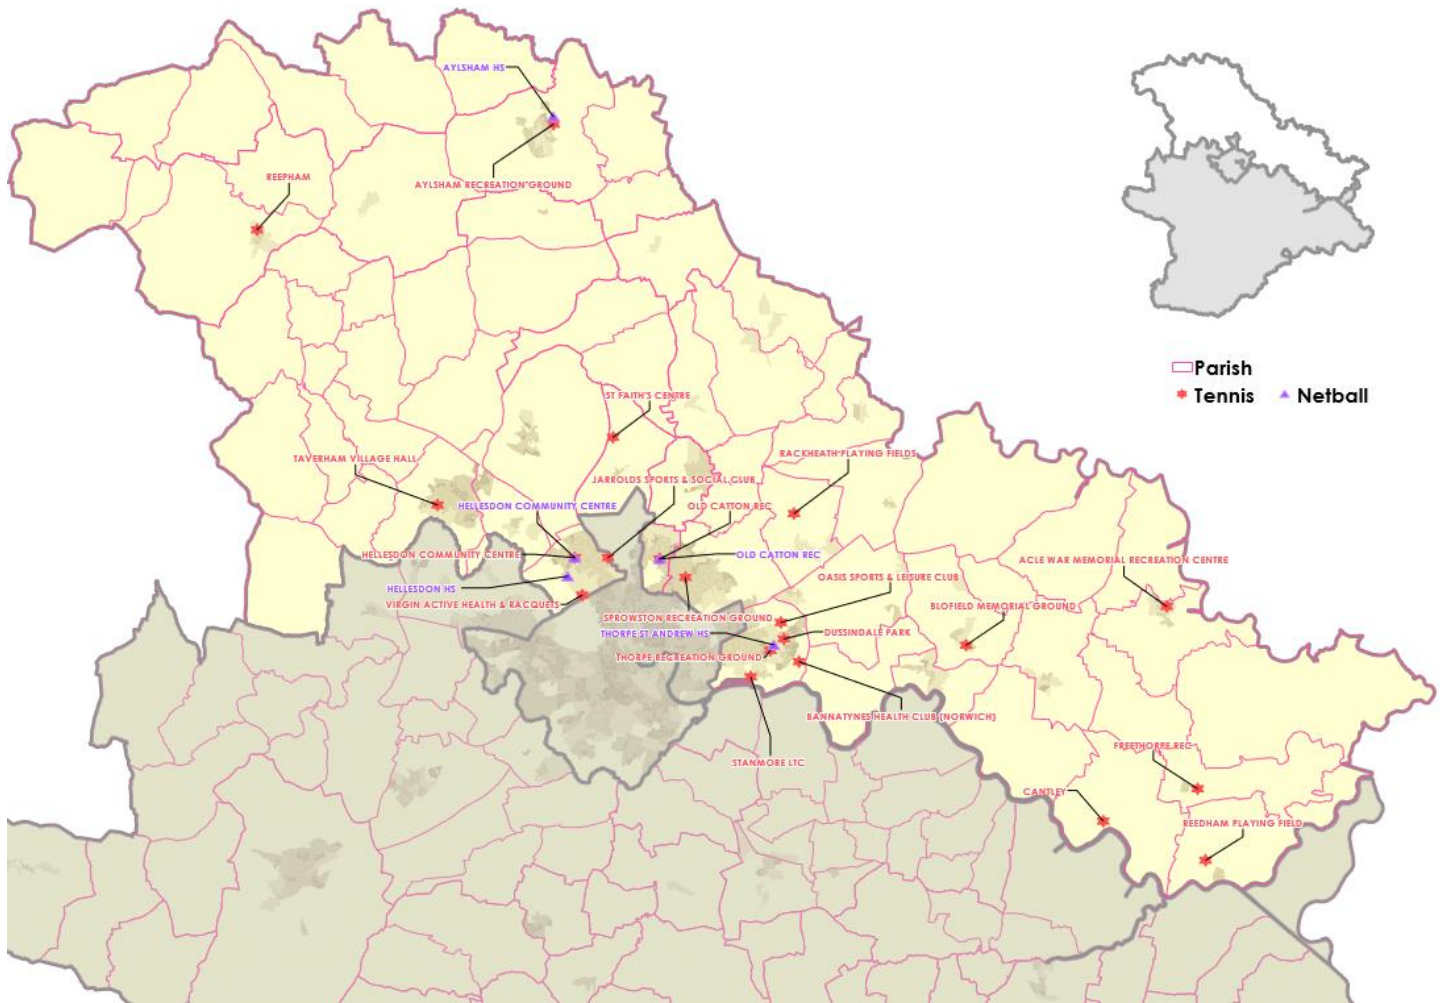 AYLSHAM HS
REEPHAM
AYLSHAM RECREATION GROUND
Parish
Tennis
Netball
ST FAITH'S CENTRE
TAVERHAM VILLAGE HALL
RACKHEATH PLAYING FIELDS
JARROLDS SPORTS & SOCIAL CLUB
HELLESDON COMMUNITY CENTRE
OLD CATTON REC
HELLESDON COMMUNITY CENTRE
OLD CATTON REC
ACLE WAR MEMORIAL RECREATION CENTRE
OASIS SPORTS & LEISURE CLUB
HELLESDON HS
VIRGIN ACTIVE HEALTH & RACQUETS
BLOFIELD MEMORIAL GROUND
SPROWSTON RECREATION GROUND
THORPE ST ANDREW HS
DUSSINDALE PARK
THORPE RECREATION GROUND
BANNATYNES HEALTH CLUB (NORWICH)
FREETHORPE REC
STANMORE LTC
CANTLEY
REEDHAM PLAYING FIELD